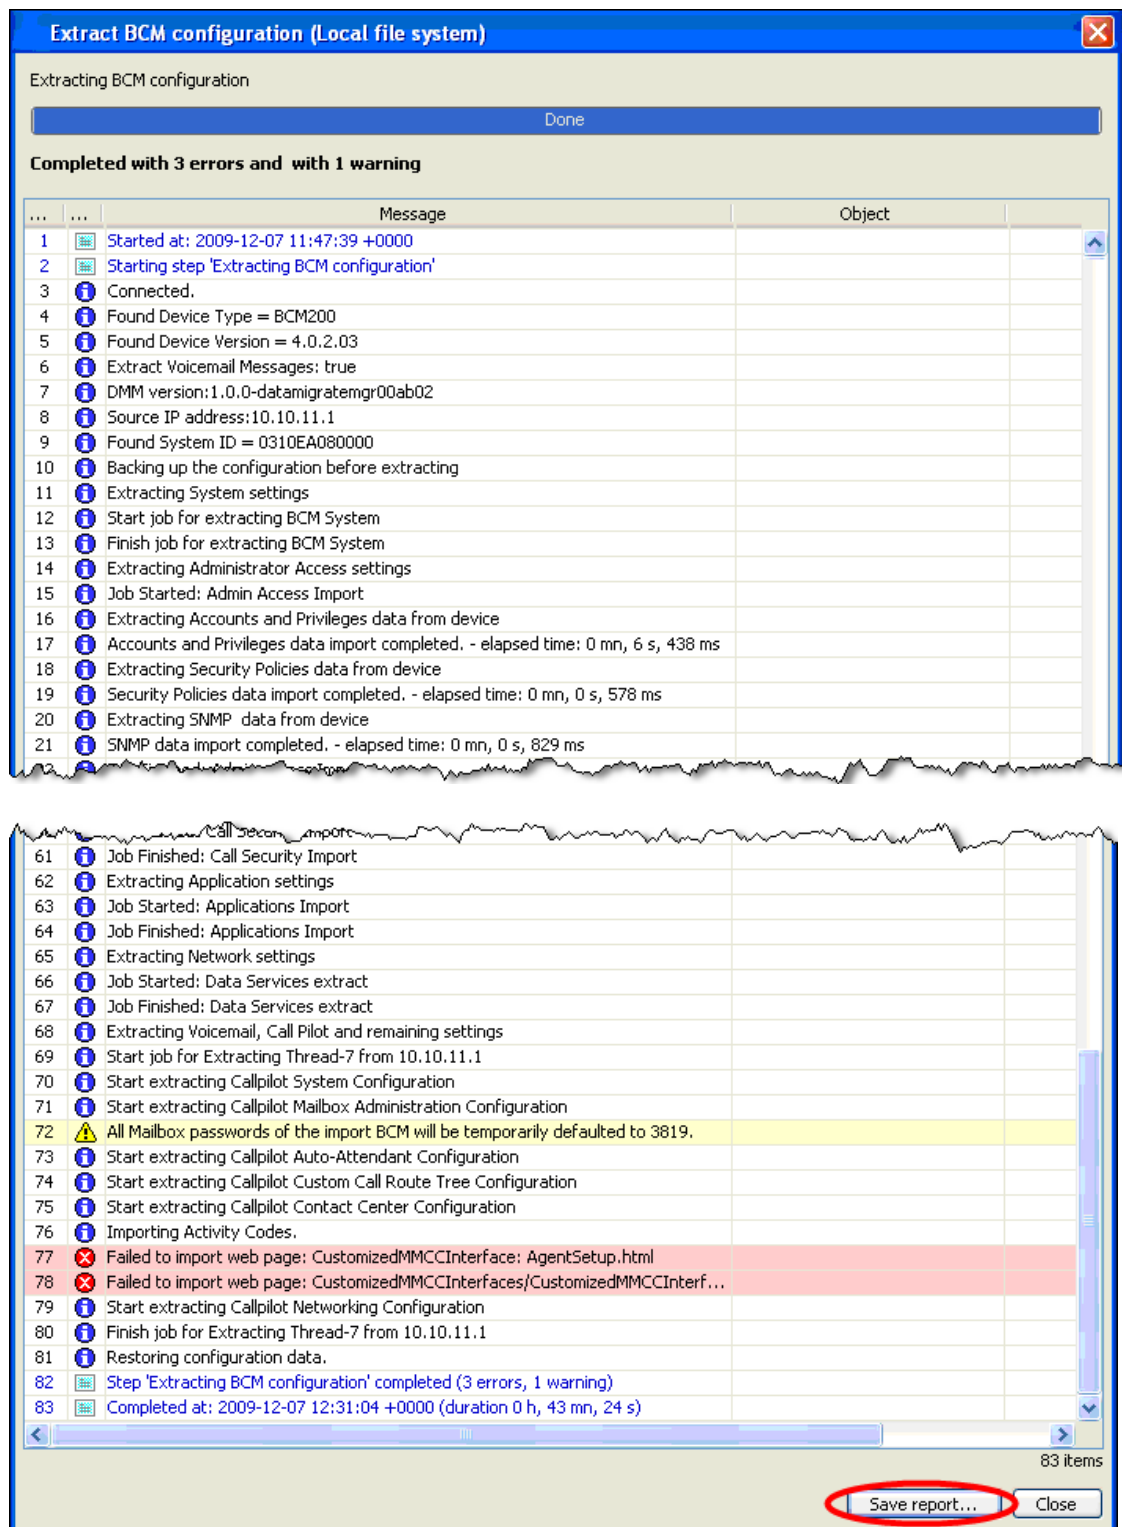 Extract BCM configuration (Local file system)
Extracting BCM configuration
Done
Completed with 3 errors and  with 1 warning
... ... Message Object
1 Started at: 2009-12-07 11:47:39 +0000
2 Starting step 'Extracting BCM configuration'
3 Connected.
4 Found Device Type = BCM200
5 Found Device Version = 4.0.2.03
6 Extract Voicemail Messages: true
7 DMM version:1.0.0-datamigratemgr00ab02
8 Source IP address:10.10.11.1
9 Found System ID = 0310EA080000
10 Backing up the configuration before extracting
11 Extracting System settings
12 Start job for extracting BCM System
13 Finish job for extracting BCM System
14 Extracting Administrator Access settings
15 Job Started: Admin Access Import
16 Extracting Accounts and Privileges data from device
17 Accounts and Privileges data import completed. - elapsed time: 0 mn, 6 s, 438 ms
18 Extracting Security Policies data from device
19 Security Policies data import completed. - elapsed time: 0 mn, 0 s, 578 ms
20 Extracting SNMP  data from device
21 SNMP data import completed. - elapsed time: 0 mn, 0 s, 829 ms
61 Job Finished: Call Security Import
62 Extracting Application settings
63 Job Started: Applications Import
64 Job Finished: Applications Import
65 Extracting Network settings
66 Job Started: Data Services extract
67 Job Finished: Data Services extract
68 Extracting Voicemail, Call Pilot and remaining settings
69 Start job for Extracting Thread-7 from 10.10.11.1
70 Start extracting Callpilot System Configuration
71 Start extracting Callpilot Mailbox Administration Configuration
72 All Mailbox passwords of the import BCM will be temporarily defaulted to 3819.
73 Start extracting Callpilot Auto-Attendant Configuration
74 Start extracting Callpilot Custom Call Route Tree Configuration
75 Start extracting Callpilot Contact Center Configuration
76 Importing Activity Codes.
77 Failed to import web page: CustomizedMMCCInterface: AgentSetup.html
78 Failed to import web page: CustomizedMMCCInterfaces/CustomizedMMCCInterf...
79 Start extracting Callpilot Networking Configuration
80 Finish job for Extracting Thread-7 from 10.10.11.1
81 Restoring configuration data.
82 Step 'Extracting BCM configuration' completed (3 errors, 1 warning)
83 Completed at: 2009-12-07 12:31:04 +0000 (duration 0 h, 43 mn, 24 s)
83 items
Save report... Close